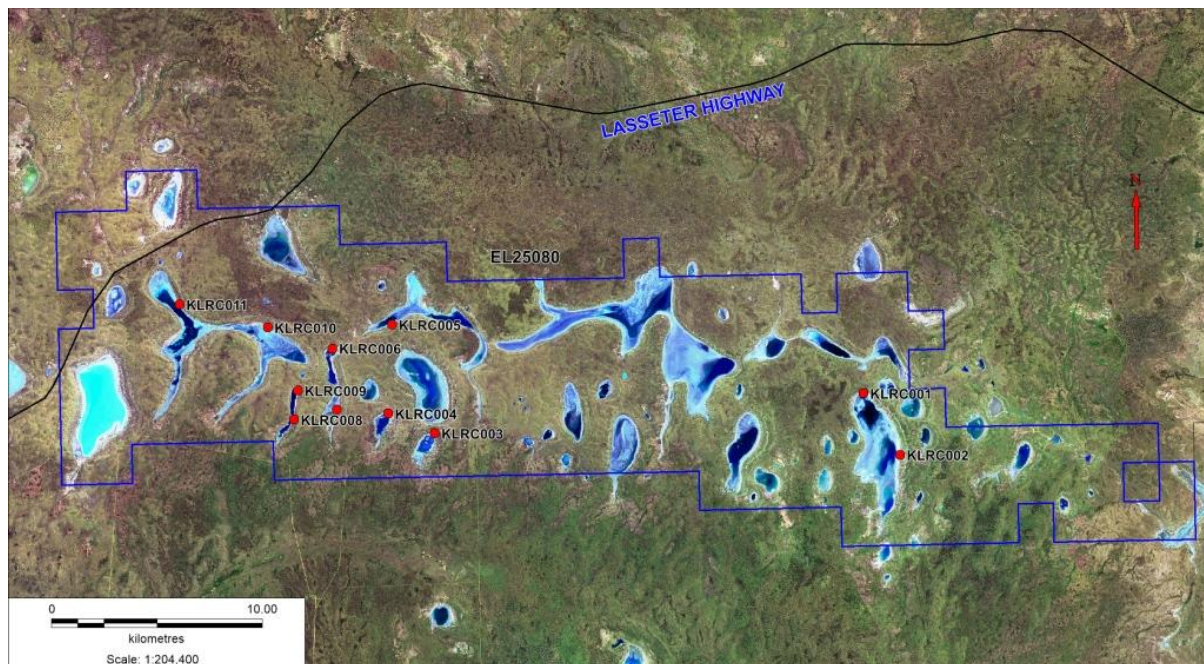 LASSETER HIGHWAY
N
EL25080
KLRC011
KLRC010
KLRC005
KLRC006
KLRC009
KLRC001
KLRC008
KLRC004
KLRC003
KLRC002
0 10.00
kilometres
Scale: 1:204,400